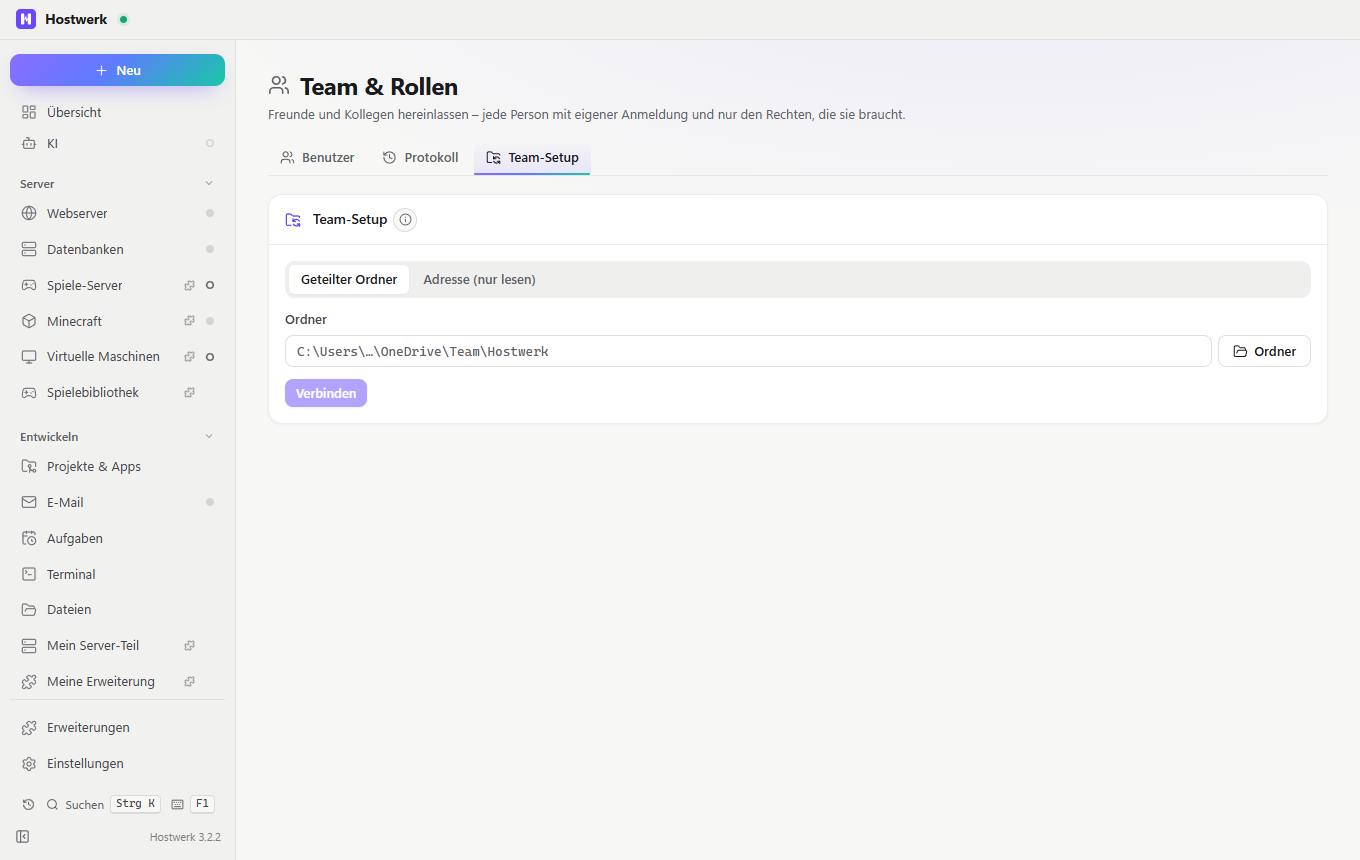 Hostwerk
Neu
Übersicht
KI
Server
Webserver
Datenbanken
Spiele-Server
Minecraft
Virtuelle Maschinen
Spielebibliothek
Entwickeln
Projekte & Apps
E-Mail
Aufgaben
Terminal
Dateien
Mein Server-Teil
Meine Erweiterung
Erweiterungen
Einstellungen
Suchen Strg K F1
Hostwerk 3.2.2
Team & Rollen
Freunde und Kollegen hereinlassen – jede Person mit eigener Anmeldung und nur den Rechten, die sie braucht.
Benutzer Protokoll Team-Setup
Team-Setup
Geteilter Ordner Adresse (nur lesen)
Ordner
C:\Users\…\OneDrive\Team\Hostwerk Ordner
Verbinden